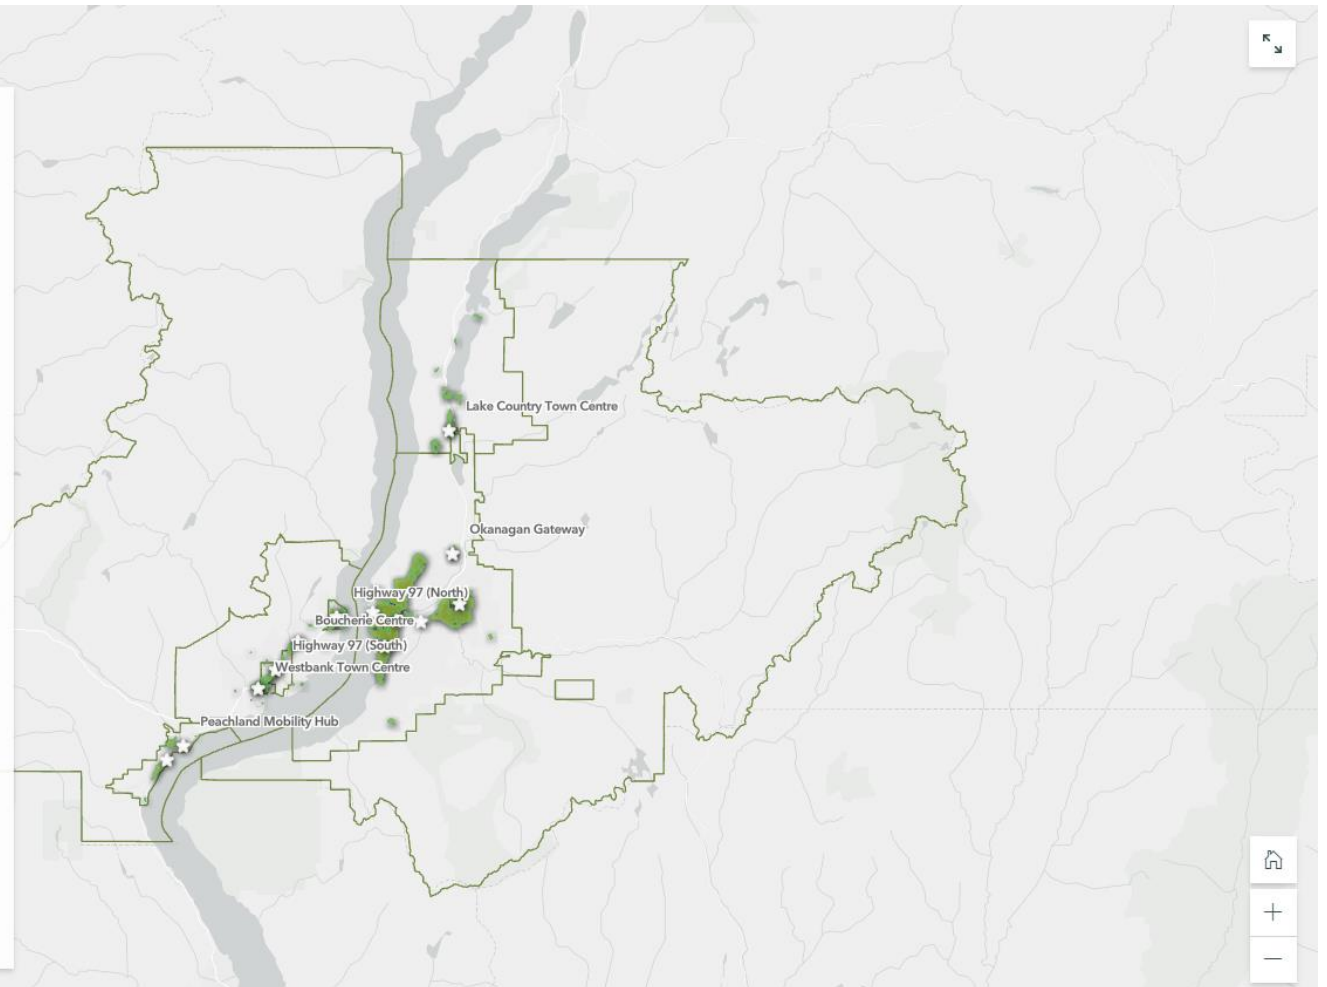 Lake Country Town Centre
Okanagan Gateway
Highway 97 (North)
Boucherie Centre
Highway 97 (South)
Westbank Town Centre
Peachland Mobility Hub